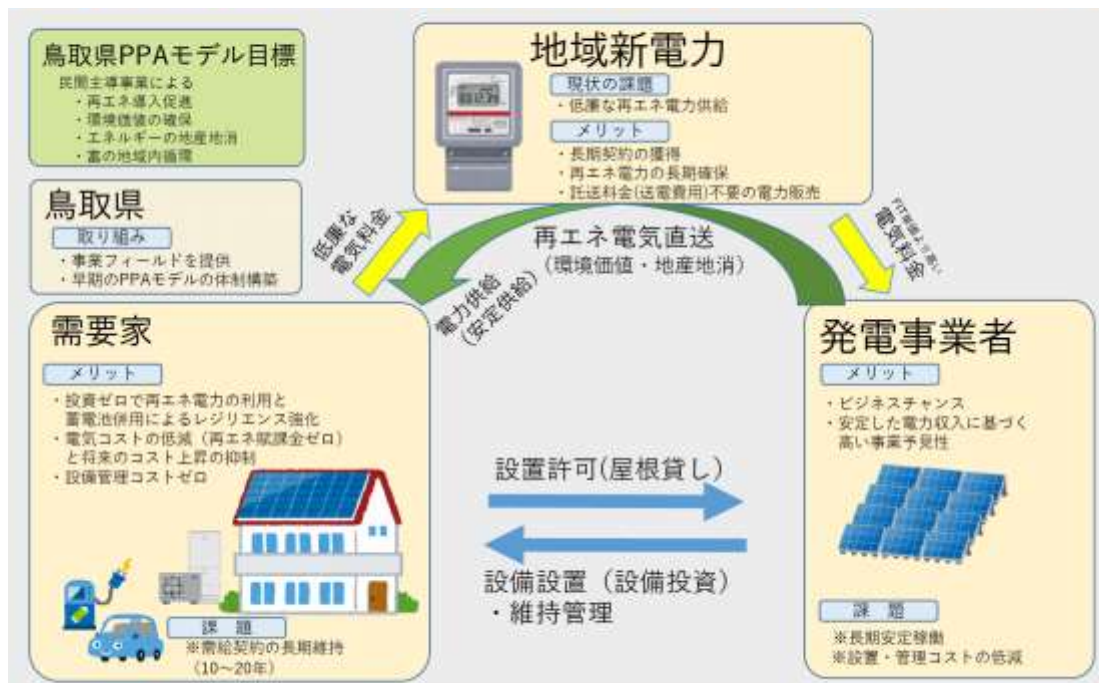 鳥取県PPAモデル目標
民間主導事業による
・再エネ導入促進
・環境価値の確保
・エネルギーの地産地消
・富の地域内循環
地域新電力
現状の課題
・低廉な再エネ電力供給
メリット
・長期契約の獲得
・再エネ電力の長期確保
・託送料金(送電費用)不要の電力販売
鳥取県
取り組み
・事業フィールドを提供
・早期のPPAモデルの体制構築
低廉な
電気料金
再エネ電気直送
(環境価値・地産地消)
FIT単価より高い
電気料金
電力供給
(安定供給)
需要家
メリット
・投資ゼロで再エネ電力の利用と
蓄電池併用によるレジリエンス強化
・電気コストの低減(再エネ賦課金ゼロ)
と将来のコスト上昇の抑制
・設備管理コストゼロ
課 題
※需給契約の長期維持
(10~20年)
設置許可(屋根貸し)
設備設置(設備投資)
・維持管理
発電事業者
メリット
・ビジネスチャンス
・安定した電力収入に基づく
高い事業予見性
課 題
※長期安定稼働
※設置・管理コストの低減